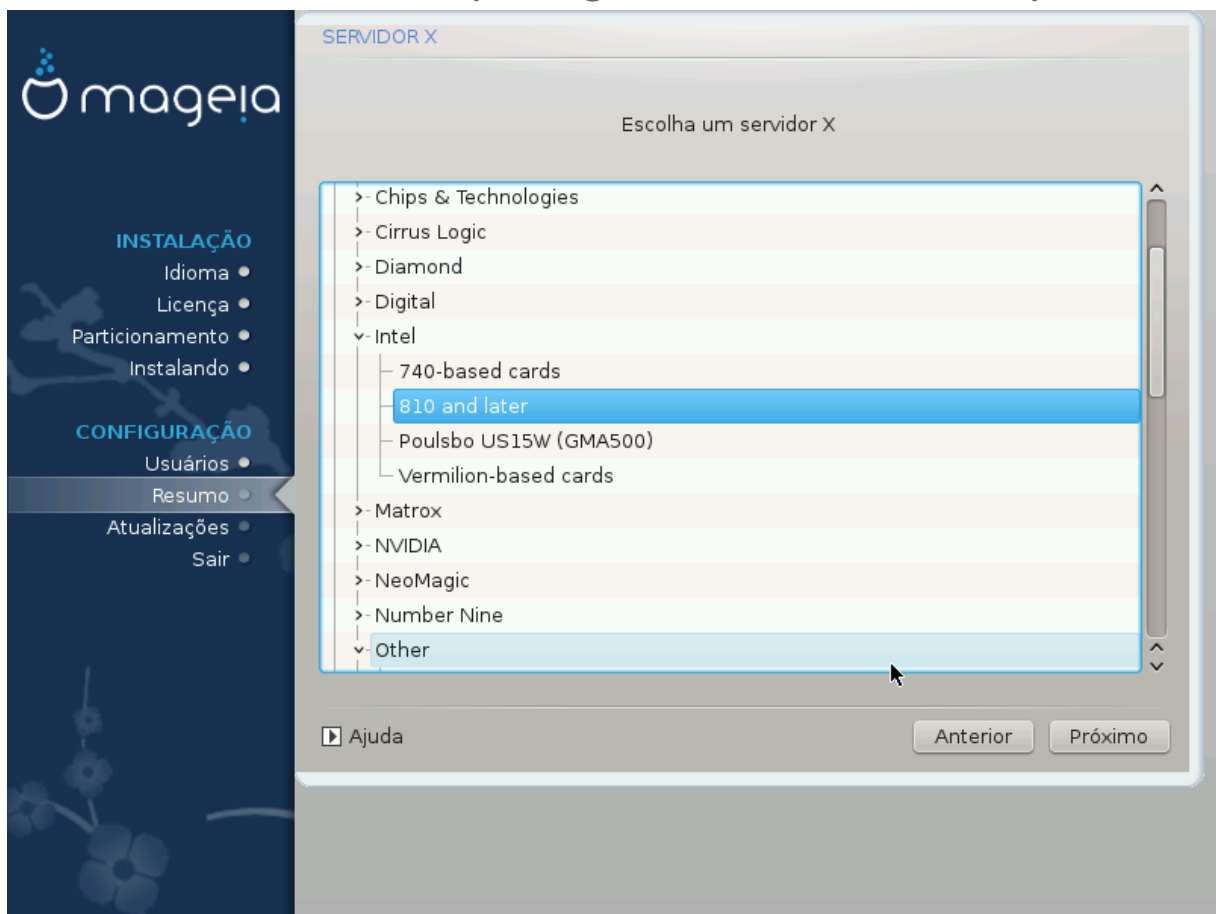 mageia
INSTALAÇÃO
Idioma
Licença
Particionamento
Instalando
CONFIGURAÇÃO
Usuários
Resumo
Atualizações
Sair
SERVIDOR X
Escolha um servidor X
Chips & Technologies
Cirrus Logic
Diamond
Digital
Intel
740-based cards
810 and later
Poulsbo US15W (GMA500)
Vermilion-based cards
Matrox
NVIDIA
NeoMagic
Number Nine
Other
Ajuda
Anterior
Próximo